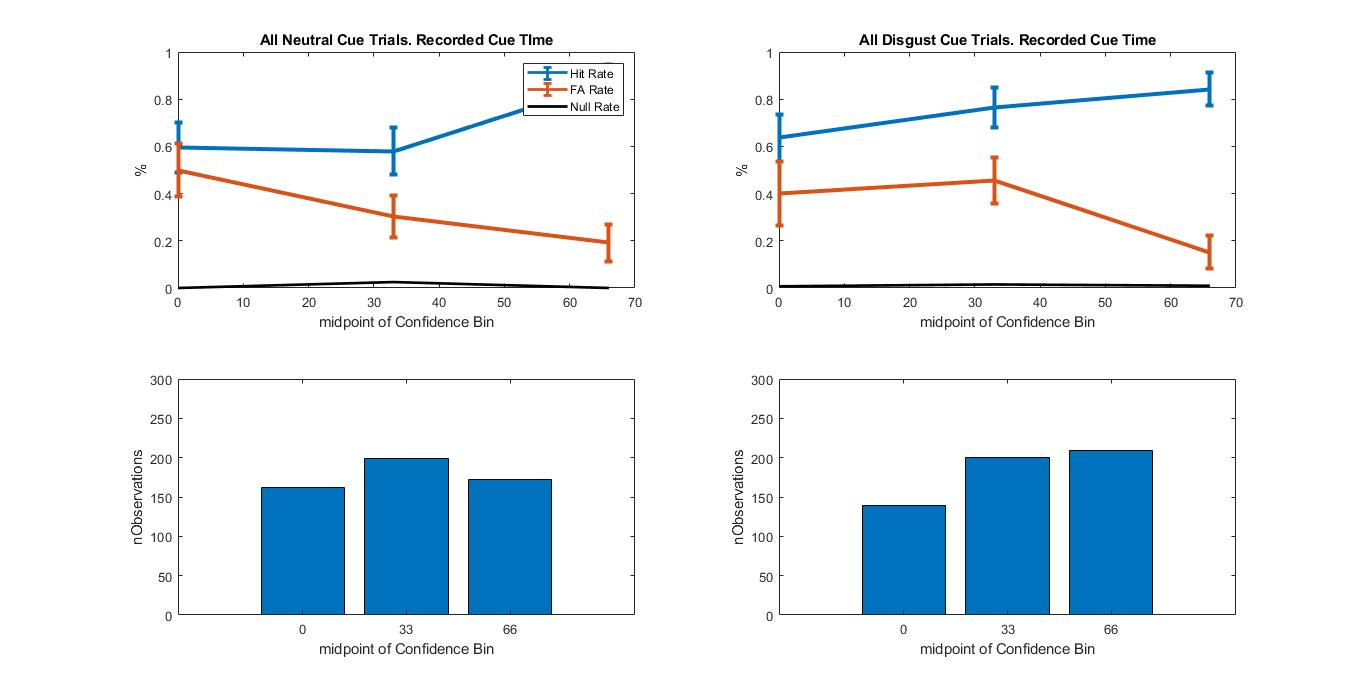 All Neutral Cue Trials. Recorded Cue TIme
1
0.8
0.6
0.4
0.2
0
%
Hit Rate
FA Rate
Null Rate
0 10 20 30 40 50 60 70
midpoint of Confidence Bin
All Disgust Cue Trials. Recorded Cue Time
1
0.8
0.6
0.4
0.2
0
%
0 10 20 30 40 50 60 70
midpoint of Confidence Bin
300
250
200
150
100
50
0
nObservations
0 33 66
midpoint of Confidence Bin
300
250
200
150
100
50
0
nObservations
0 33 66
midpoint of Confidence Bin